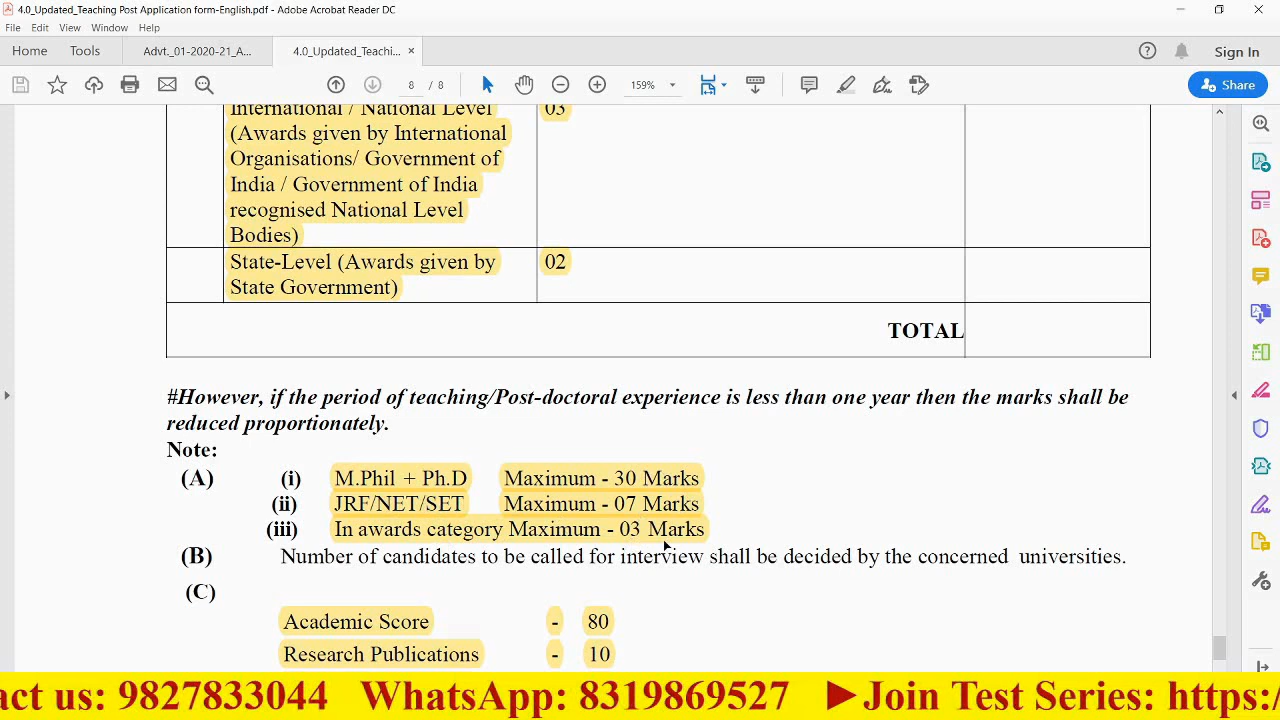 4.0_Updated_Teaching Post Application form-English.pdf - Adobe Acrobat Reader DC
File Edit View Window Help
Home Tools Advt._01-2020-21_A... 4.0_Updated_Teachi... ×
8 / 8 159% Share
? Sign In
International / National Level 03
(Awards given by International
Organisations/ Government of
India / Government of India
recognised National Level
Bodies)
State-Level (Awards given by 02
State Government)
TOTAL
#However, if the period of teaching/Post-doctoral experience is less than one year then the marks shall be
reduced proportionately.
Note:
(A) (i) M.Phil + Ph.D Maximum - 30 Marks
(ii) JRF/NET/SET Maximum - 07 Marks
(iii) In awards category Maximum - 03 Marks
(B) Number of candidates to be called for interview shall be decided by the concerned universities.
(C)
Academic Score - 80
Research Publications - 10
act us: 9827833044 WhatsApp: 8319869527 ►Join Test Series: https:/